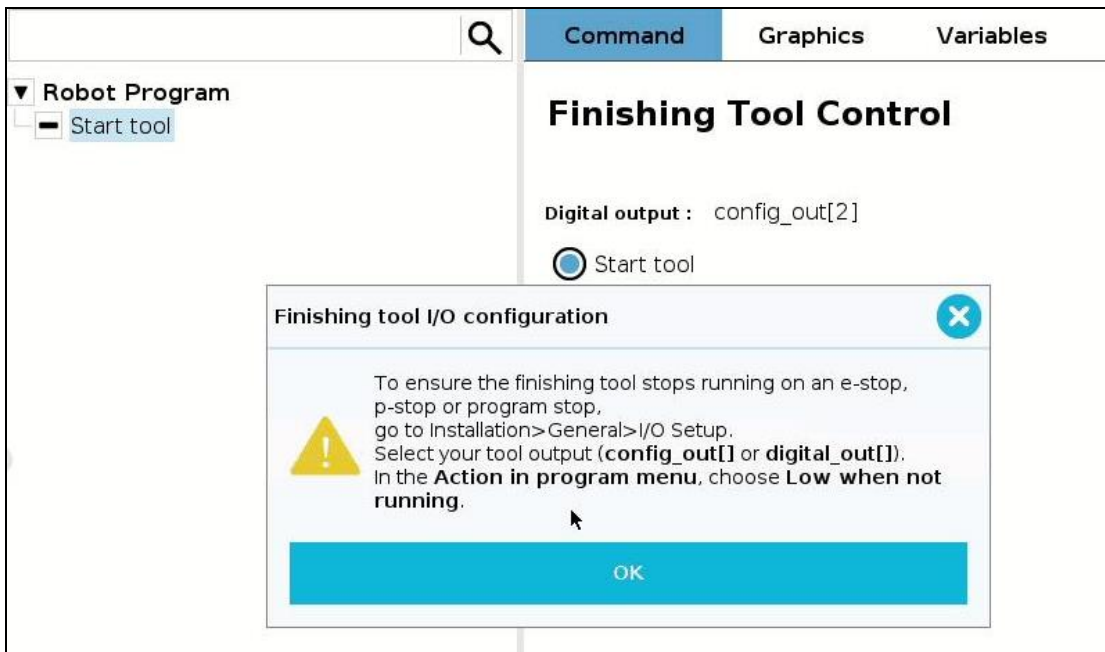 Command Graphics Variables
Robot Program
Start tool
Finishing Tool Control
Digital output : config_out[2]
Start tool
Finishing tool I/O configuration
To ensure the finishing tool stops running on an e-stop,
p-stop or program stop,
go to Installation>General>I/O Setup.
Select your tool output (config_out[] or digital_out[]).
In the Action in program menu, choose Low when not
running.
OK